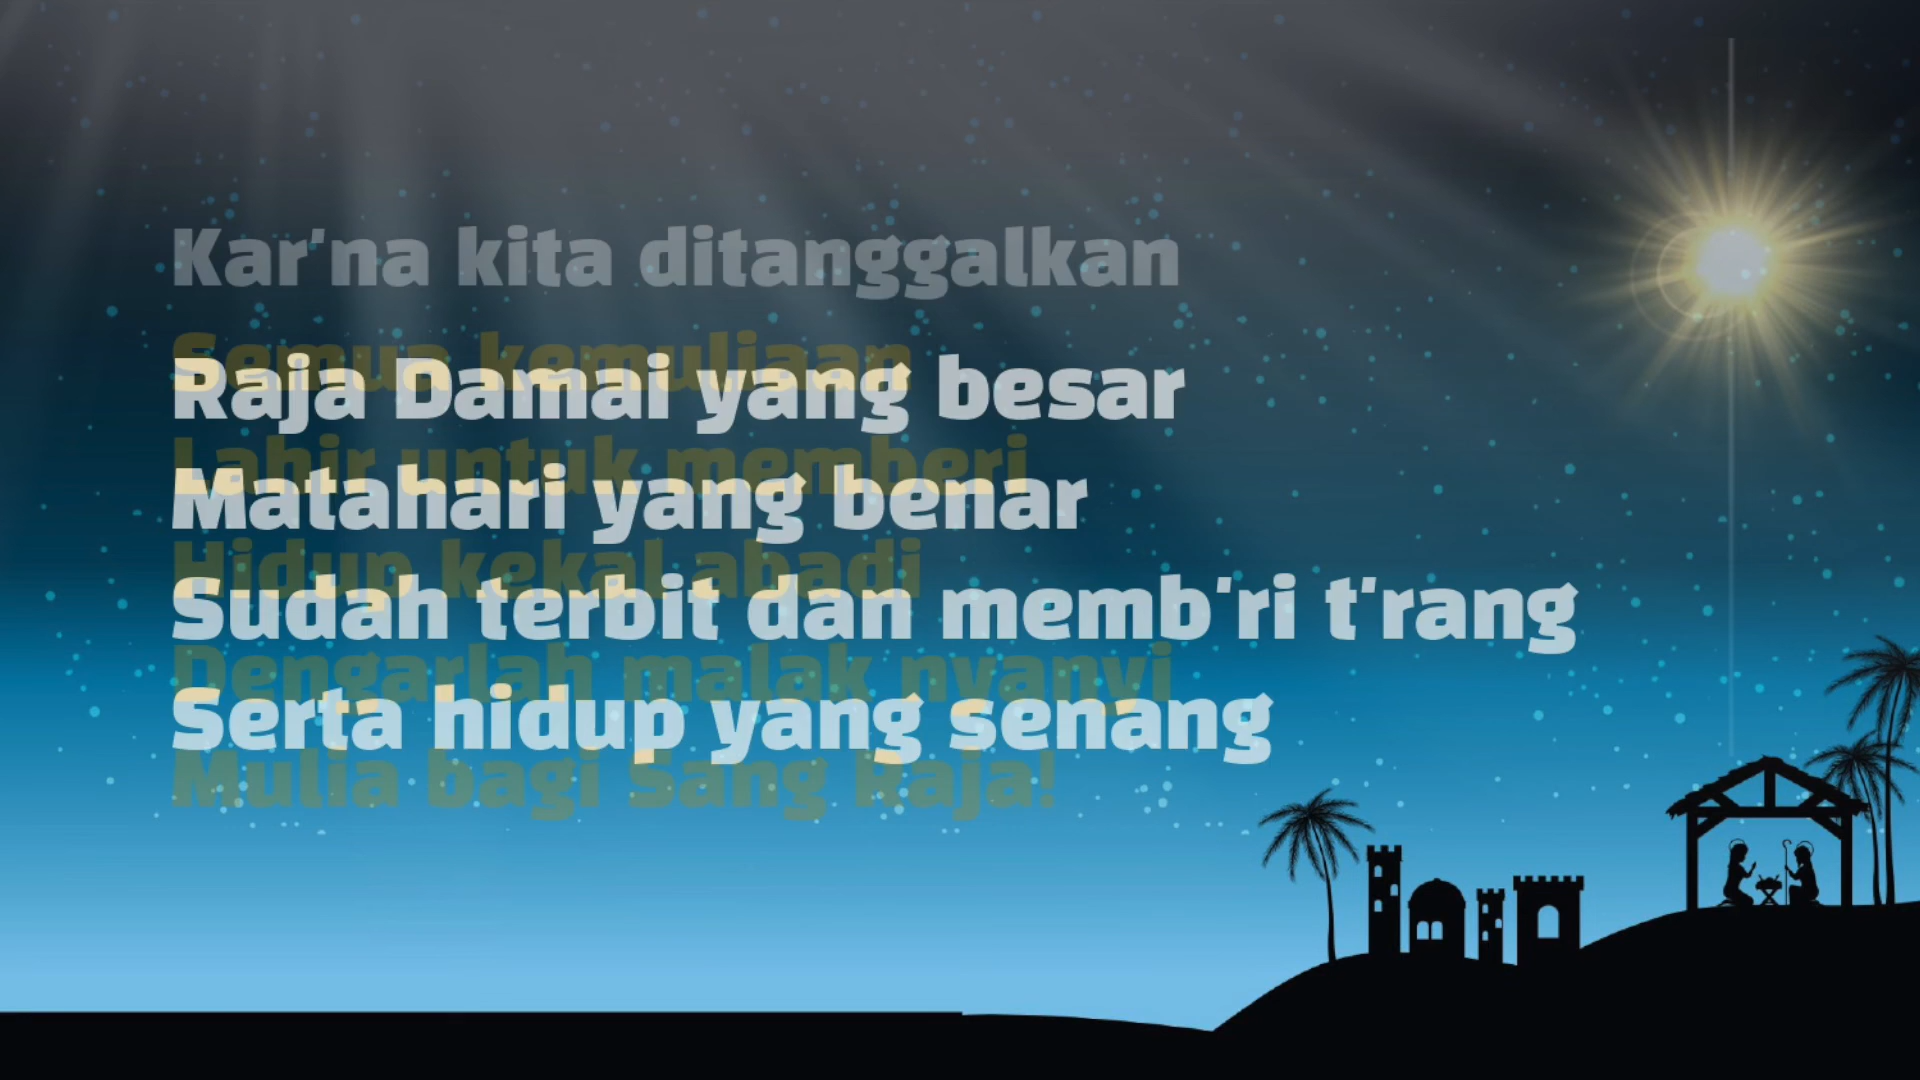 Kar'na kita ditanggalkan
Semua kemuliaan
Raja Damai yang besar
Lahir untuk memberi
Matahari yang benar
Hidup kekal abadi
Sudah terbit dan memb'ri t'rang
Dengarlah malak nyanyi
Serta hidup yang senang
Mulia bagi Sang Raja!